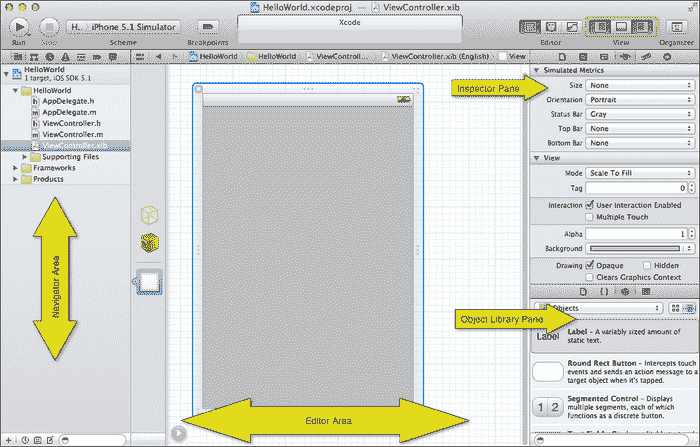 HelloWorld.xcodeproj — ViewController.xib
H.. iPhone 5.1 Simulator
Xcode
Run Stop Scheme Breakpoints Editor View Organizer
HelloWorld HelloWorld ViewControll... ViewControll... ViewController.xib (English) View
HelloWorld
1 target, iOS SDK 5.1
HelloWorld
h AppDelegate.h
m AppDelegate.m
h ViewController.h
m ViewController.m
ViewController.xib
Supporting Files
Frameworks
Products
Navigator Area
Editor Area
Inspector Pane
Simulated Metrics
Size None
Orientation Portrait
Status Bar Gray
Top Bar None
Bottom Bar None
View
Mode Scale To Fill
Tag 0
Interaction User Interaction Enabled
Multiple Touch
Alpha 1
Background
Drawing Opaque Hidden
Clears Graphics Context
{ }
Objects
Object Library Pane
Label Label - A variably sized amount of
static text.
Round Rect Button - Intercepts touch
events and sends an action message to a
target object when it's tapped.
1 2 Segmented Control - Displays
multiple segments, each of which
functions as a discrete button.